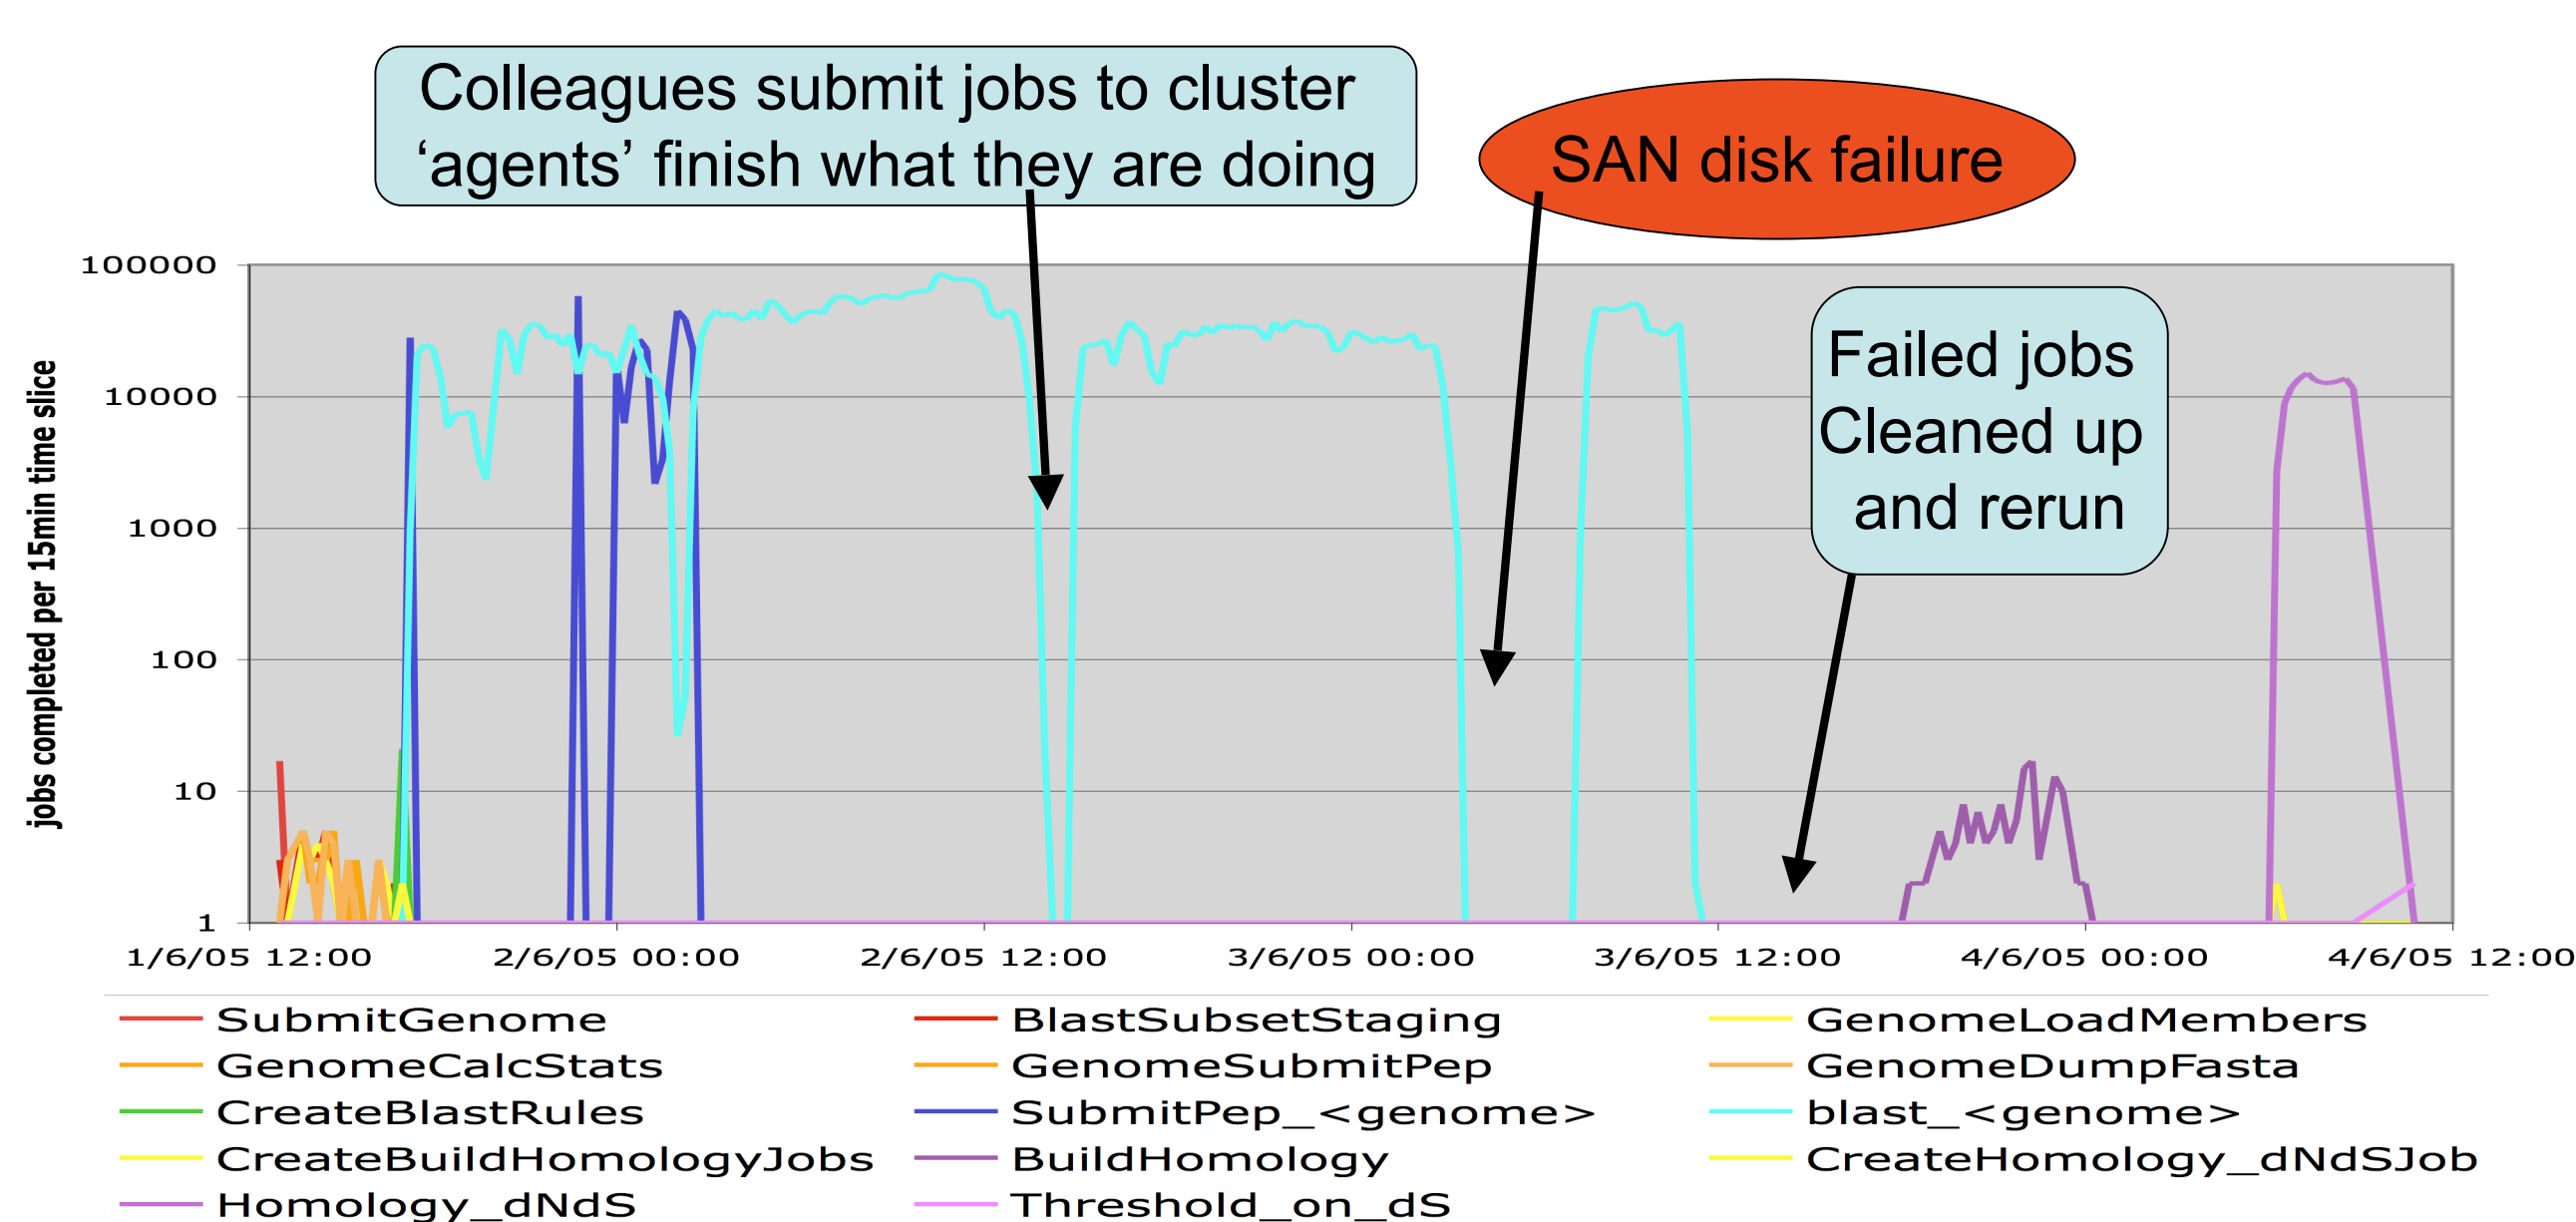 Colleagues submit jobs to cluster
‘agents’ finish what they are doing
SAN disk failure
Failed jobs
Cleaned up
and rerun
jobs completed per 15min time slice
100000
10000
1000
100
10
1
1/6/05 12:00
2/6/05 00:00
2/6/05 12:00
3/6/05 00:00
3/6/05 12:00
4/6/05 00:00
4/6/05 12:00
SubmitGenome
BlastSubsetStaging
GenomeLoadMembers
GenomeCalcStats
GenomeSubmitPep
GenomeDumpFasta
CreateBlastRules
SubmitPep_<genome>
blast_<genome>
CreateBuildHomologyJobs
BuildHomology
CreateHomology_dNdSJob
Homology_dNdS
Threshold_on_dS